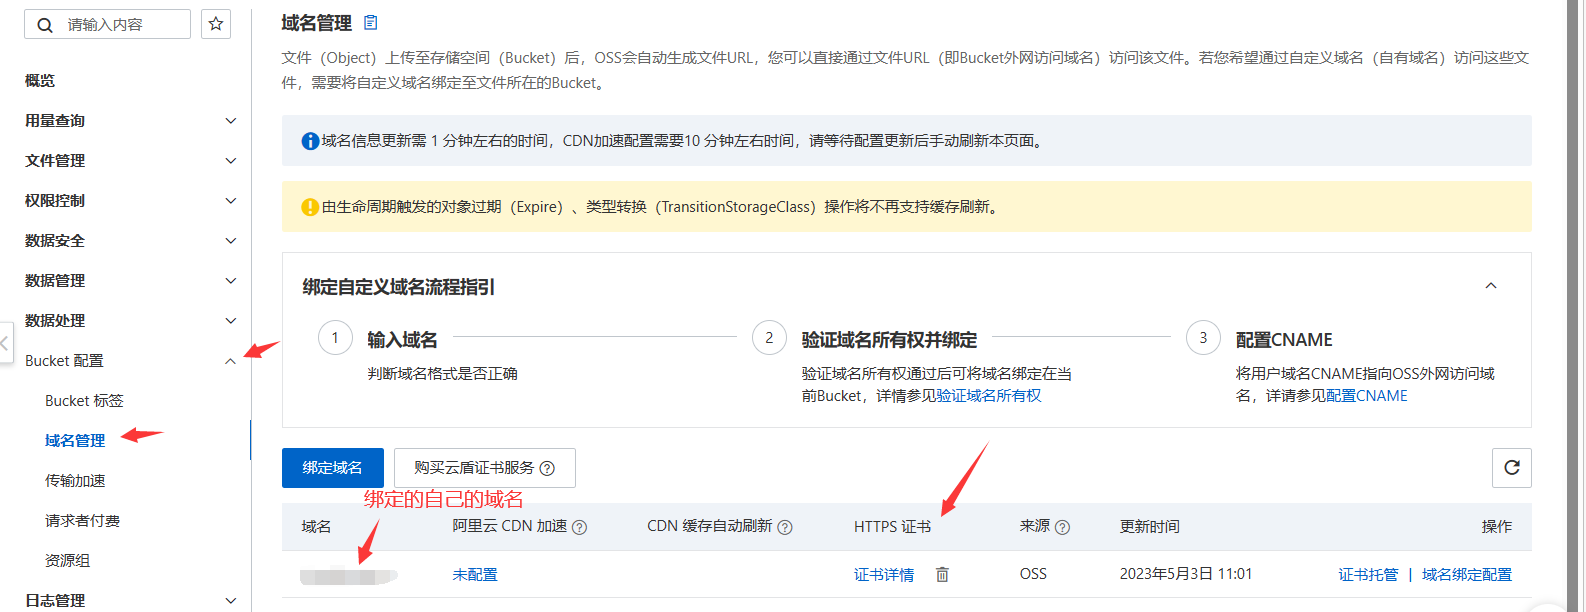 请输入内容
概览
用量查询
文件管理
权限控制
数据安全
数据管理
数据处理
Bucket 配置
Bucket 标签
域名管理
传输加速
请求者付费
资源组
日志管理
域名管理
文件（Object）上传至存储空间（Bucket）后，OSS会自动生成文件URL，您可以直接通过文件URL（即Bucket外网访问域名）访问该文件。若您希望通过自定义域名（自有域名）访问这些文
件，需要将自定义域名绑定至文件所在的Bucket。
域名信息更新需 1 分钟左右的时间，CDN加速配置需要10 分钟左右时间，请等待配置更新后手动刷新本页面。
由生命周期触发的对象过期（Expire）、类型转换（TransitionStorageClass）操作将不再支持缓存刷新。
绑定自定义域名流程指引
1 输入域名
判断域名格式是否正确
2 验证域名所有权并绑定
验证域名所有权通过后可将域名绑定在当
前Bucket，详情参见验证域名所有权
3 配置CNAME
将用户域名CNAME指向OSS外网访问域
名，详请参见配置CNAME
绑定域名 购买云盾证书服务
绑定的自己的域名
域名 阿里云 CDN 加速 CDN 缓存自动刷新 HTTPS 证书 来源 更新时间 操作
未配置 证书详情 OSS 2023年5月3日 11:01 证书托管 | 域名绑定配置